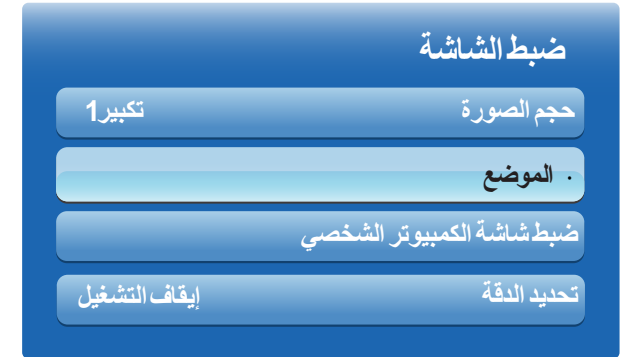 ضبط الشاشة
حجم الصورة تكبير1
· الموضع
ضبط شاشة الكمبيوتر الشخصي
تحديد الدقة إيقاف التشغيل